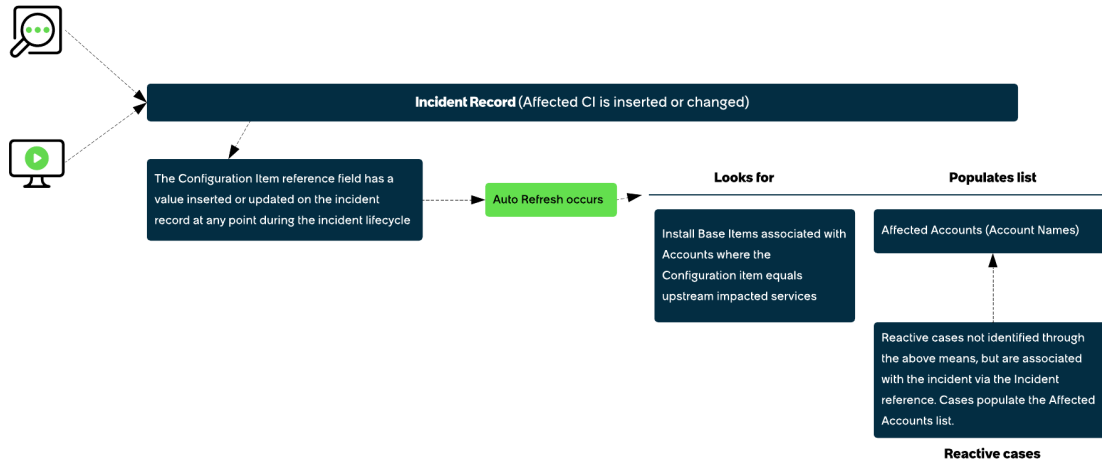 Incident Record (Affected CI is inserted or changed)
The Configuration Item reference field has a
value inserted or updated on the incident
record at any point during the incident lifecycle
Auto Refresh occurs
Looks for
Install Base Items associated with
Accounts where the
Configuration item equals
upstream impacted services
Populates list
Affected Accounts (Account Names)
Reactive cases not identified through
the above means, but are associated
with the incident via the Incident
reference. Cases populate the Affected
Accounts list.
Reactive cases